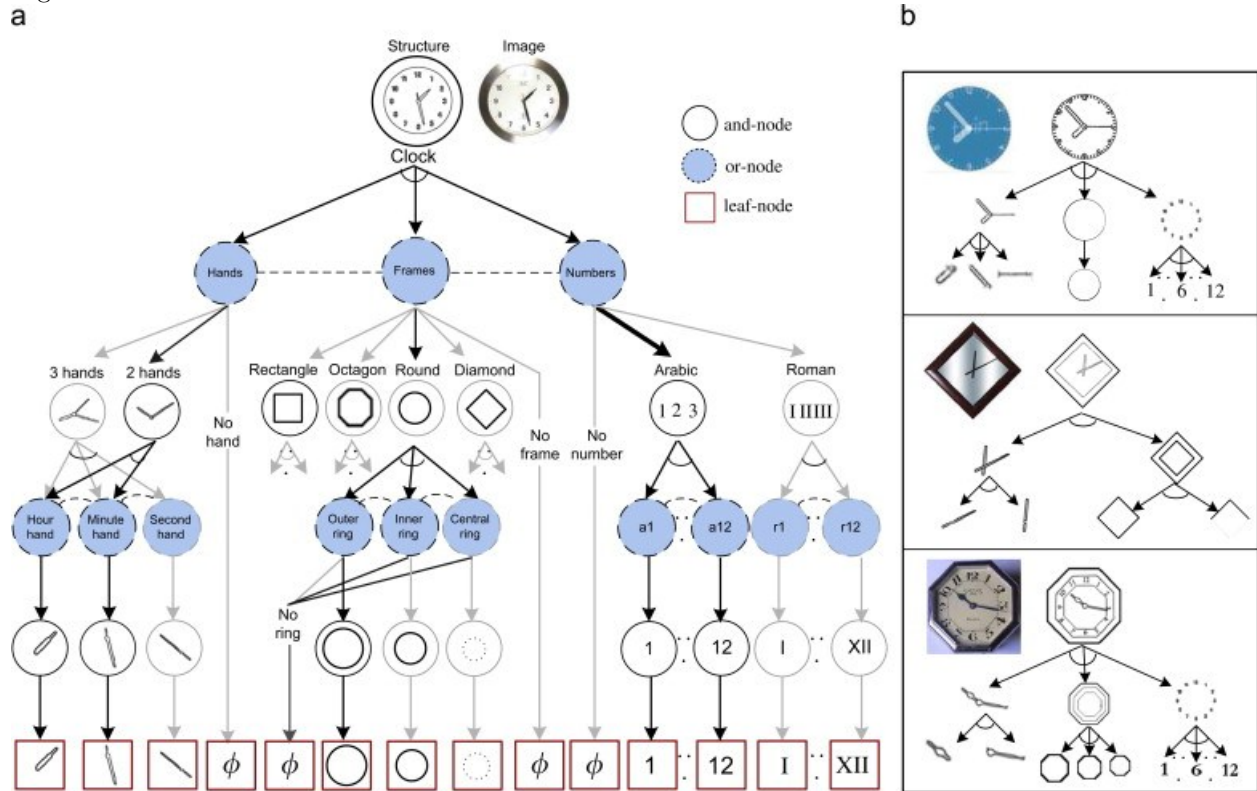 a
b
Structure Image
Clock
and-node
or-node
leaf-node
Hands Frames Numbers
3 hands 2 hands Rectangle Octagon Round Diamond Arabic Roman
1 2 3
I II III
No hand
No frame
No number
Hour hand
Minute hand
Second hand
Outer ring
Inner ring
Central ring
a1 a12 r1 r12
No ring
1 12 I XII
ϕ ϕ ϕ ϕ 1 12 I XII
1 6 12
1 6 12